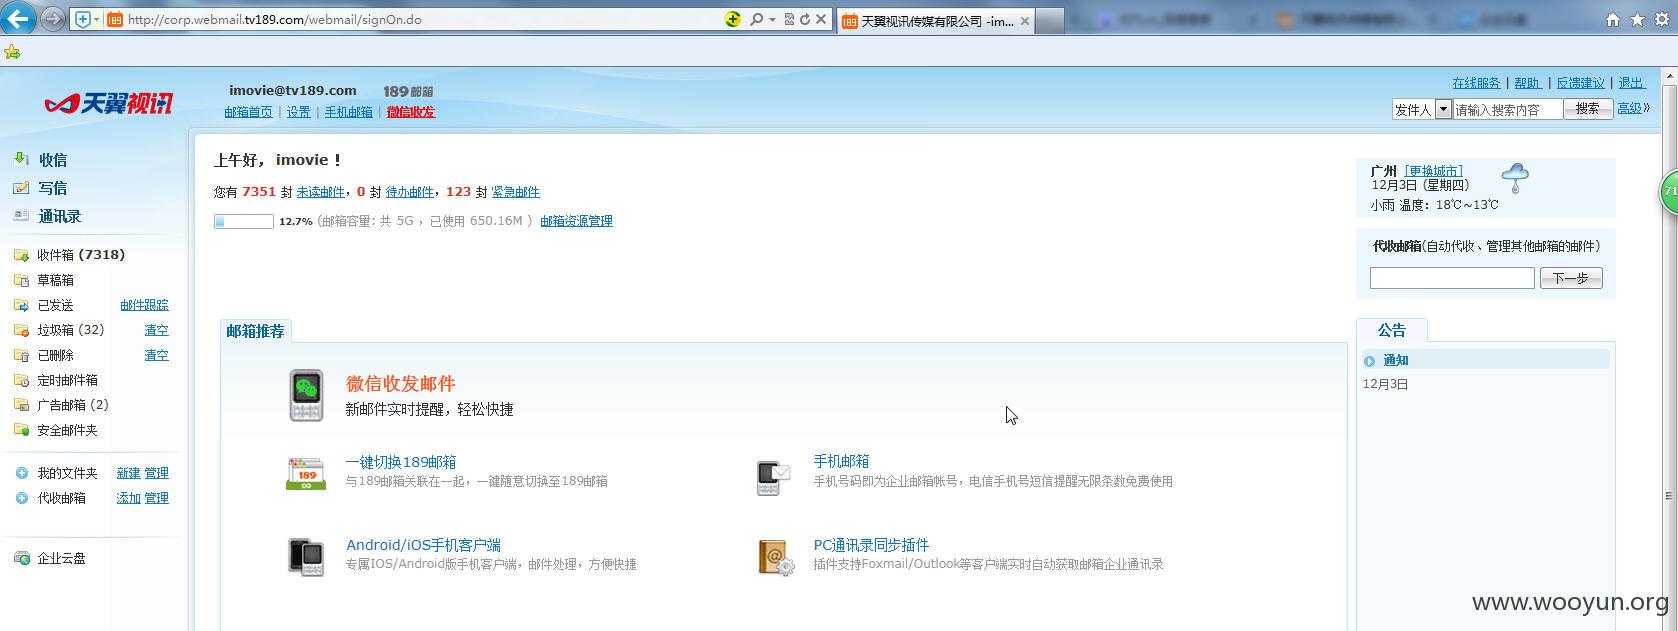 http://corp.webmail.tv189.com/webmail/signOn.do
189 天翼视讯传媒有限公司 -im...
天翼视讯
imovie@tv189.com 189邮箱
邮箱首页 | 设置 | 手机邮箱 | 微信收发
在线服务 | 帮助 | 反馈建议 | 退出
发件人 请输入搜索内容 搜索 高级»
收信
写信
通讯录
收件箱 (7318)
草稿箱
已发送 邮件跟踪
垃圾箱 (32) 清空
已删除 清空
定时邮件箱
广告邮箱 (2)
安全邮件夹
我的文件夹 新建 管理
代收邮箱 添加 管理
企业云盘
上午好，imovie！
您有 7351 封 未读邮件，0 封 待办邮件，123 封 紧急邮件
12.7% (邮箱容量: 共 5G ，已使用 650.16M ) 邮箱资源管理
邮箱推荐
微信收发邮件
新邮件实时提醒，轻松快捷
189
一键切换189邮箱
与189邮箱关联在一起，一键随意切换至189邮箱
手机邮箱
手机号码即为企业邮箱帐号，电信手机号短信提醒无限条数免费使用
Android/iOS手机客户端
专属IOS/Android版手机客户端，邮件处理，方便快捷
PC通讯录同步插件
插件支持Foxmail/Outlook等客户端实时自动获取邮箱企业通讯录
广州 [更换城市]
12月3日 (星期四)
小雨 温度：18℃~13℃
71
代收邮箱(自动代收、管理其他邮箱的邮件)
下一步
公告
通知
12月3日
www.wooyun.org